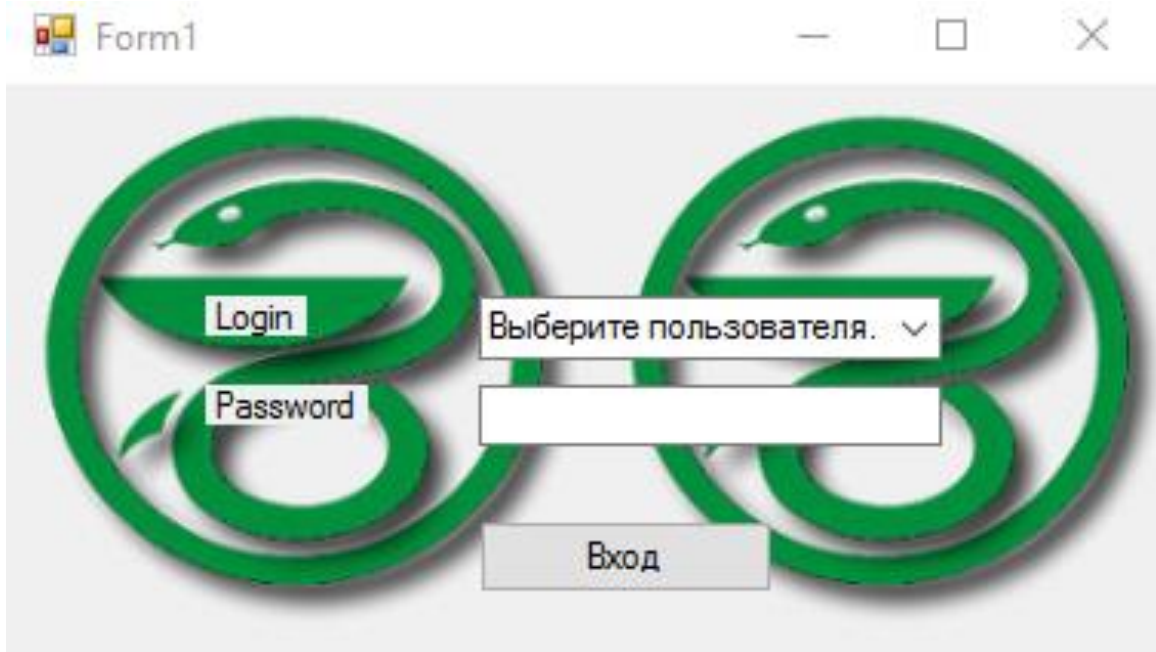 Form1
Login
Выберите пользователя.
Password
Вход